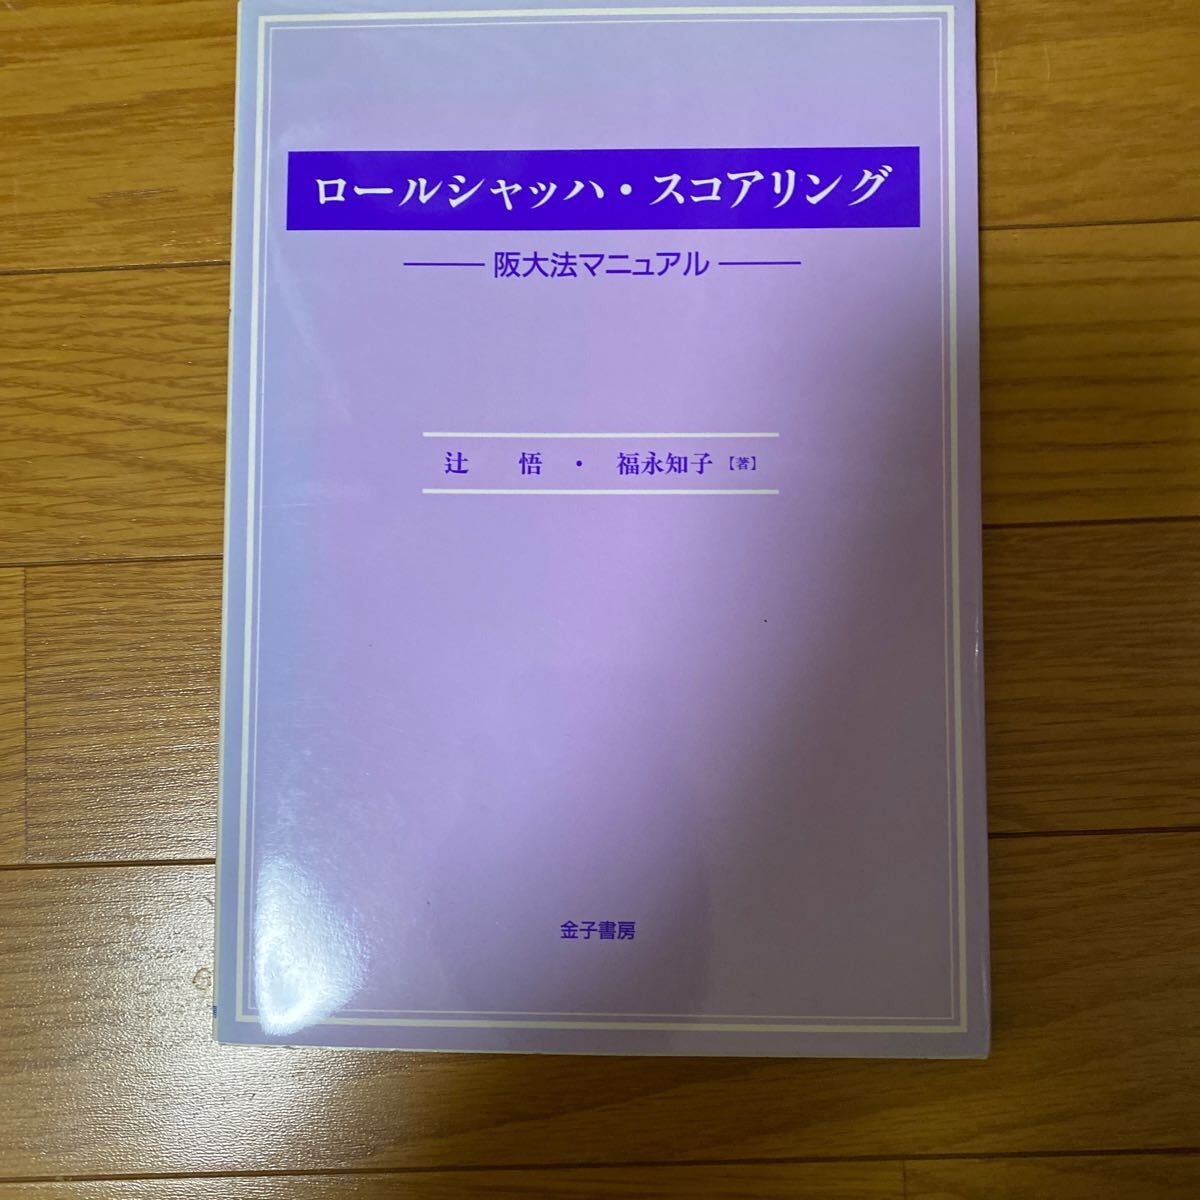 ロールシャッハ・スコアリング
阪大法マニュアル
辻　悟・福永知子【著】
金子書房